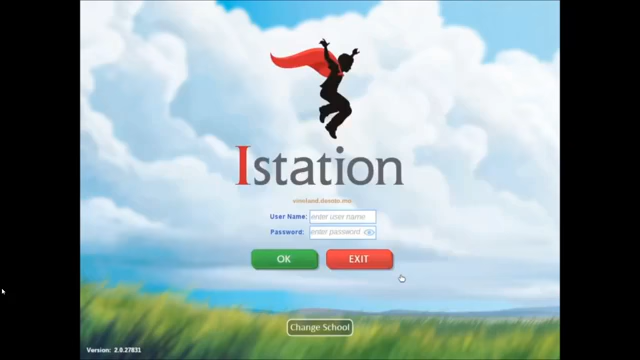 Istation
User Name: enter user name
Password: enter password
OK EXIT
Change School
Version: 2.0.27831